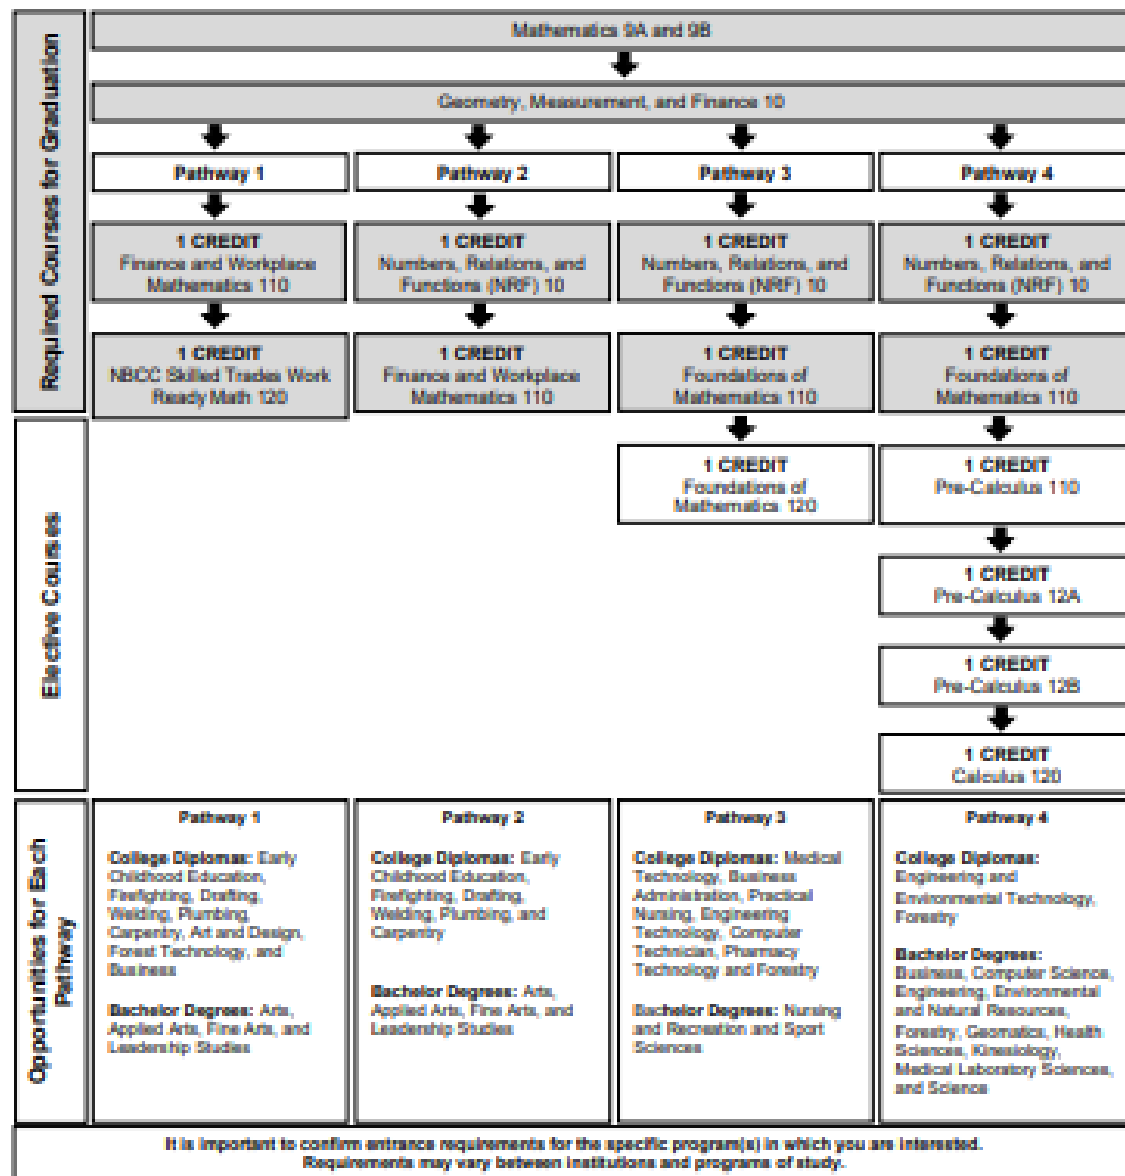 Required Courses for Graduation
Mathematics 9A and 9B
Geometry, Measurement, and Finance 10
Pathway 1
Pathway 2
Pathway 3
Pathway 4
1 CREDIT
Finance and Workplace
Mathematics 110
1 CREDIT
Numbers, Relations, and
Functions (NRF) 10
1 CREDIT
Numbers, Relations, and
Functions (NRF) 10
1 CREDIT
Numbers, Relations, and
Functions (NRF) 10
1 CREDIT
NBCC Skilled Trades Work
Ready Math 120
1 CREDIT
Finance and Workplace
Mathematics 110
1 CREDIT
Foundations of
Mathematics 110
1 CREDIT
Foundations of
Mathematics 110
Elective Courses
1 CREDIT
Foundations of
Mathematics 120
1 CREDIT
Pre-Calculus 110
1 CREDIT
Pre-Calculus 12A
1 CREDIT
Pre-Calculus 12B
1 CREDIT
Calculus 120
Opportunities for Each
Pathway
Pathway 1
College Diplomas: Early
Childhood Education,
Firefighting, Drafting,
Welding, Plumbing,
Carpentry, Art and Design,
Forest Technology, and
Business
Bachelor Degrees: Arts,
Applied Arts, Fine Arts, and
Leadership Studies
Pathway 2
College Diplomas: Early
Childhood Education,
Firefighting, Drafting,
Welding, Plumbing, and
Carpentry
Bachelor Degrees: Arts,
Applied Arts, Fine Arts, and
Leadership Studies
Pathway 3
College Diplomas: Medical
Technology, Business
Administration, Practical
Nursing, Engineering
Technology, Computer
Technician, Pharmacy
Technology and Forestry
Bachelor Degrees: Nursing
and Recreation and Sport
Sciences
Pathway 4
College Diplomas:
Engineering and
Environmental Technology,
Forestry
Bachelor Degrees:
Business, Computer Science,
Engineering, Environmental
and Natural Resources,
Forestry, Geomatics, Health
Sciences, Kinesiology,
Medical Laboratory Sciences,
and Science
It is important to confirm entrance requirements for the specific program(s) in which you are interested.
Requirements may vary between institutions and programs of study.